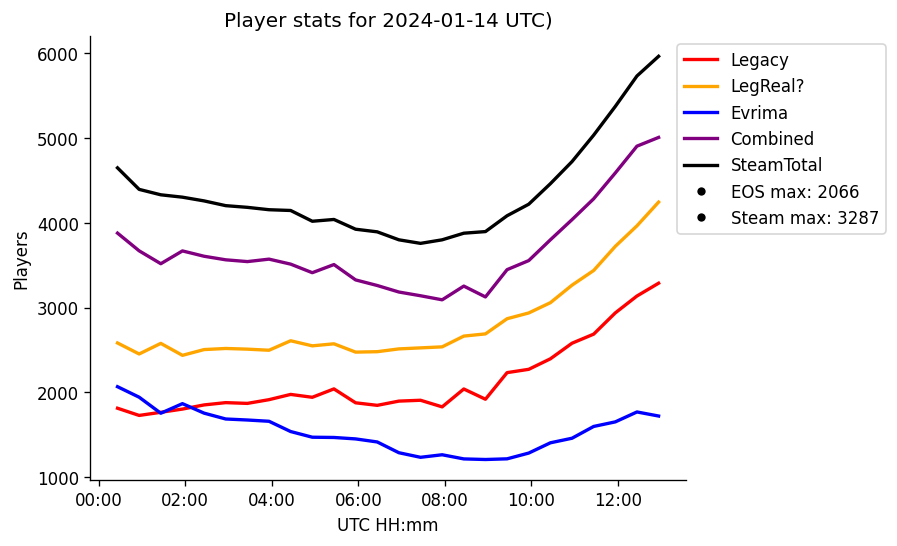 Player stats for 2024-01-14 UTC)
6000
5000
4000
3000
2000
1000
Players
00:00 02:00 04:00 06:00 08:00 10:00 12:00
UTC HH:mm
Legacy
LegReal?
Evrima
Combined
SteamTotal
EOS max: 2066
Steam max: 3287